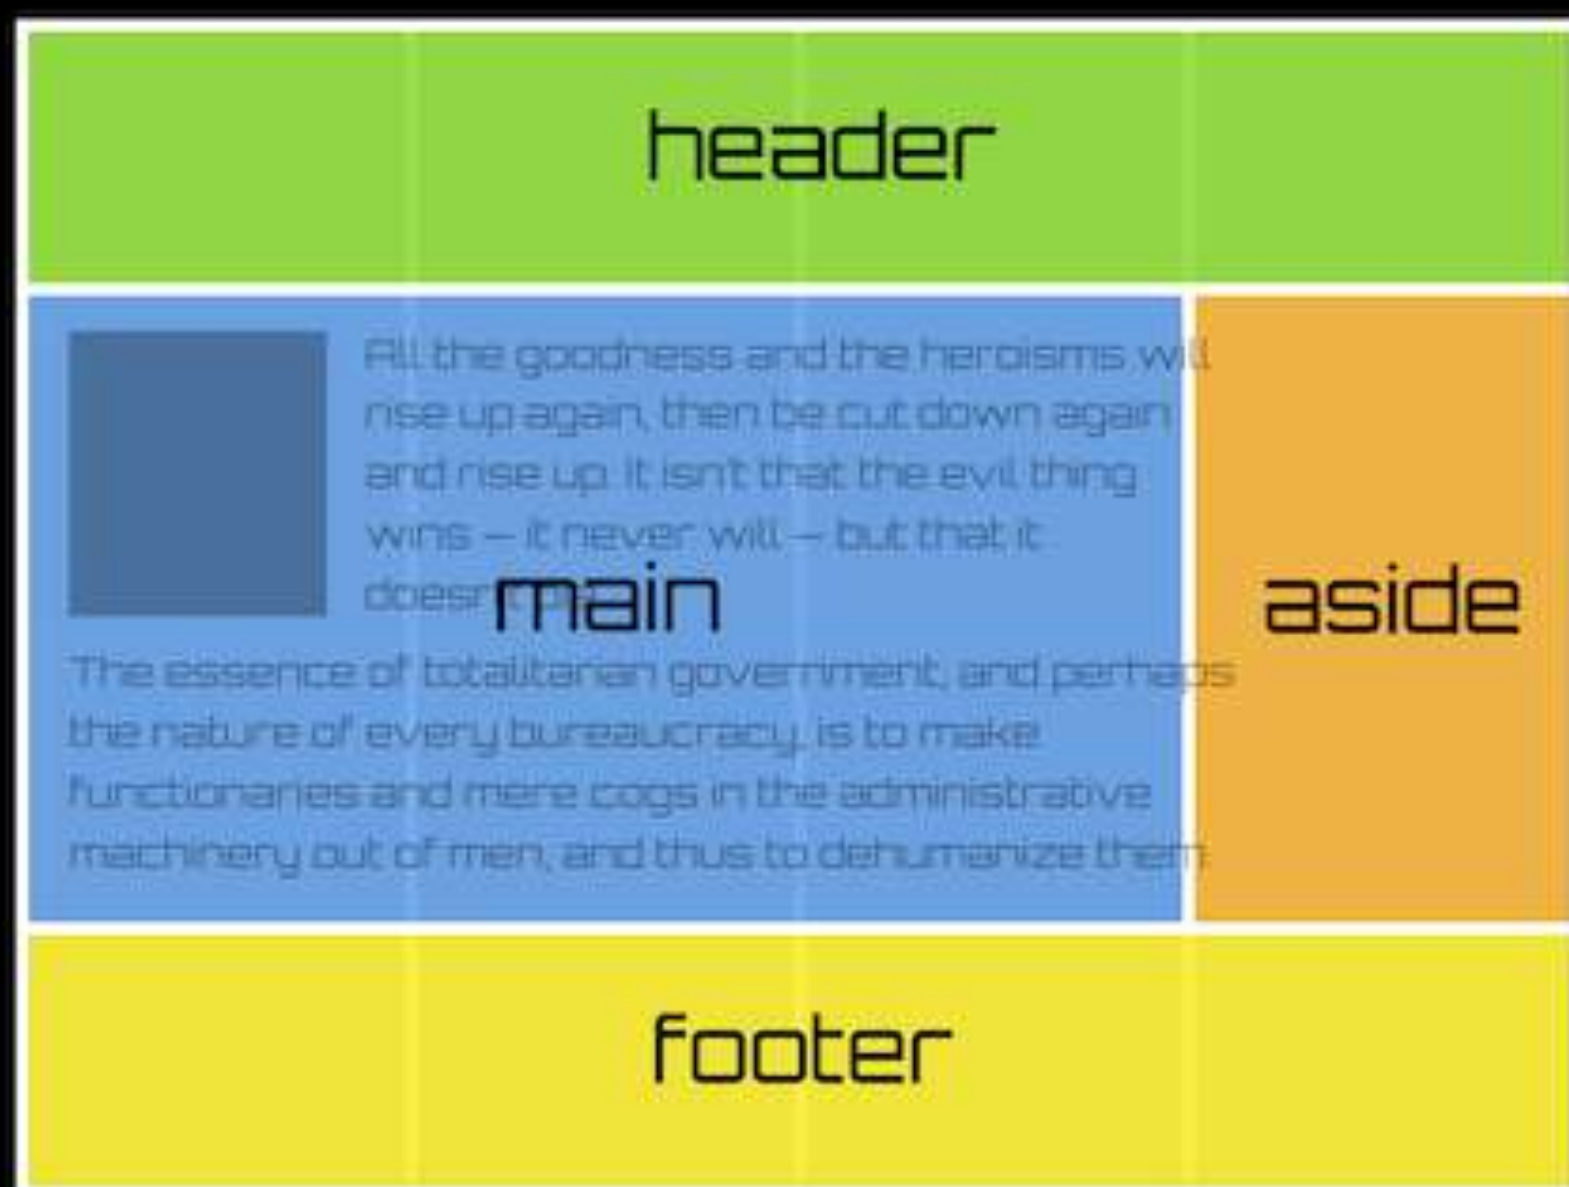 header
All the goodness and the heroisms will
rise up again, then be cut down again
and rise up. It isn't that the evil thing
wins – it never will – but that it
main
aside
The essence of totalitarian government, and perhaps
the nature of every bureaucracy, is to make
functionaries and mere cogs in the administrative
machinery out of men, and thus to dehumanize them
footer